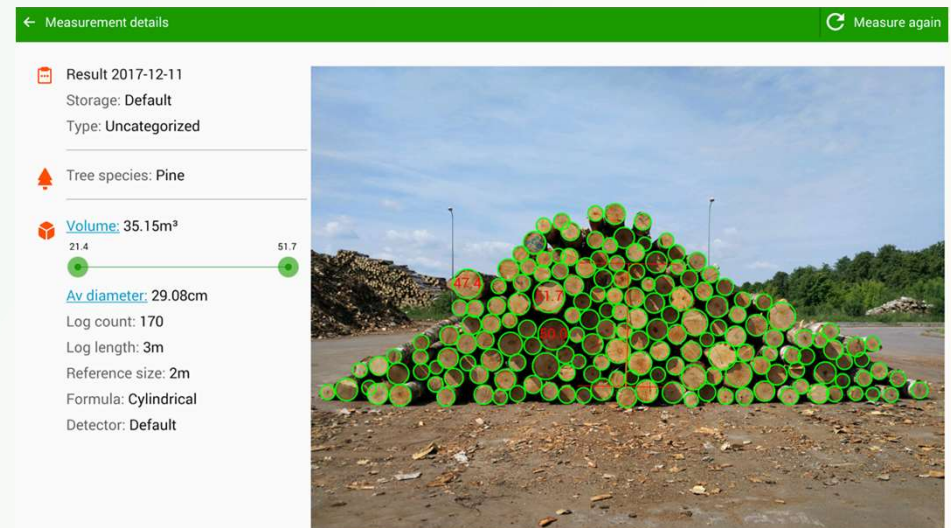 ← Measurement details
Measure again
Result 2017-12-11
Storage: Default
Type: Uncategorized
Tree species: Pine
Volume: 35.15m³
21.4 51.7
Av diameter: 29.08cm
Log count: 170
Log length: 3m
Reference size: 2m
Formula: Cylindrical
Detector: Default
47.4
51.7